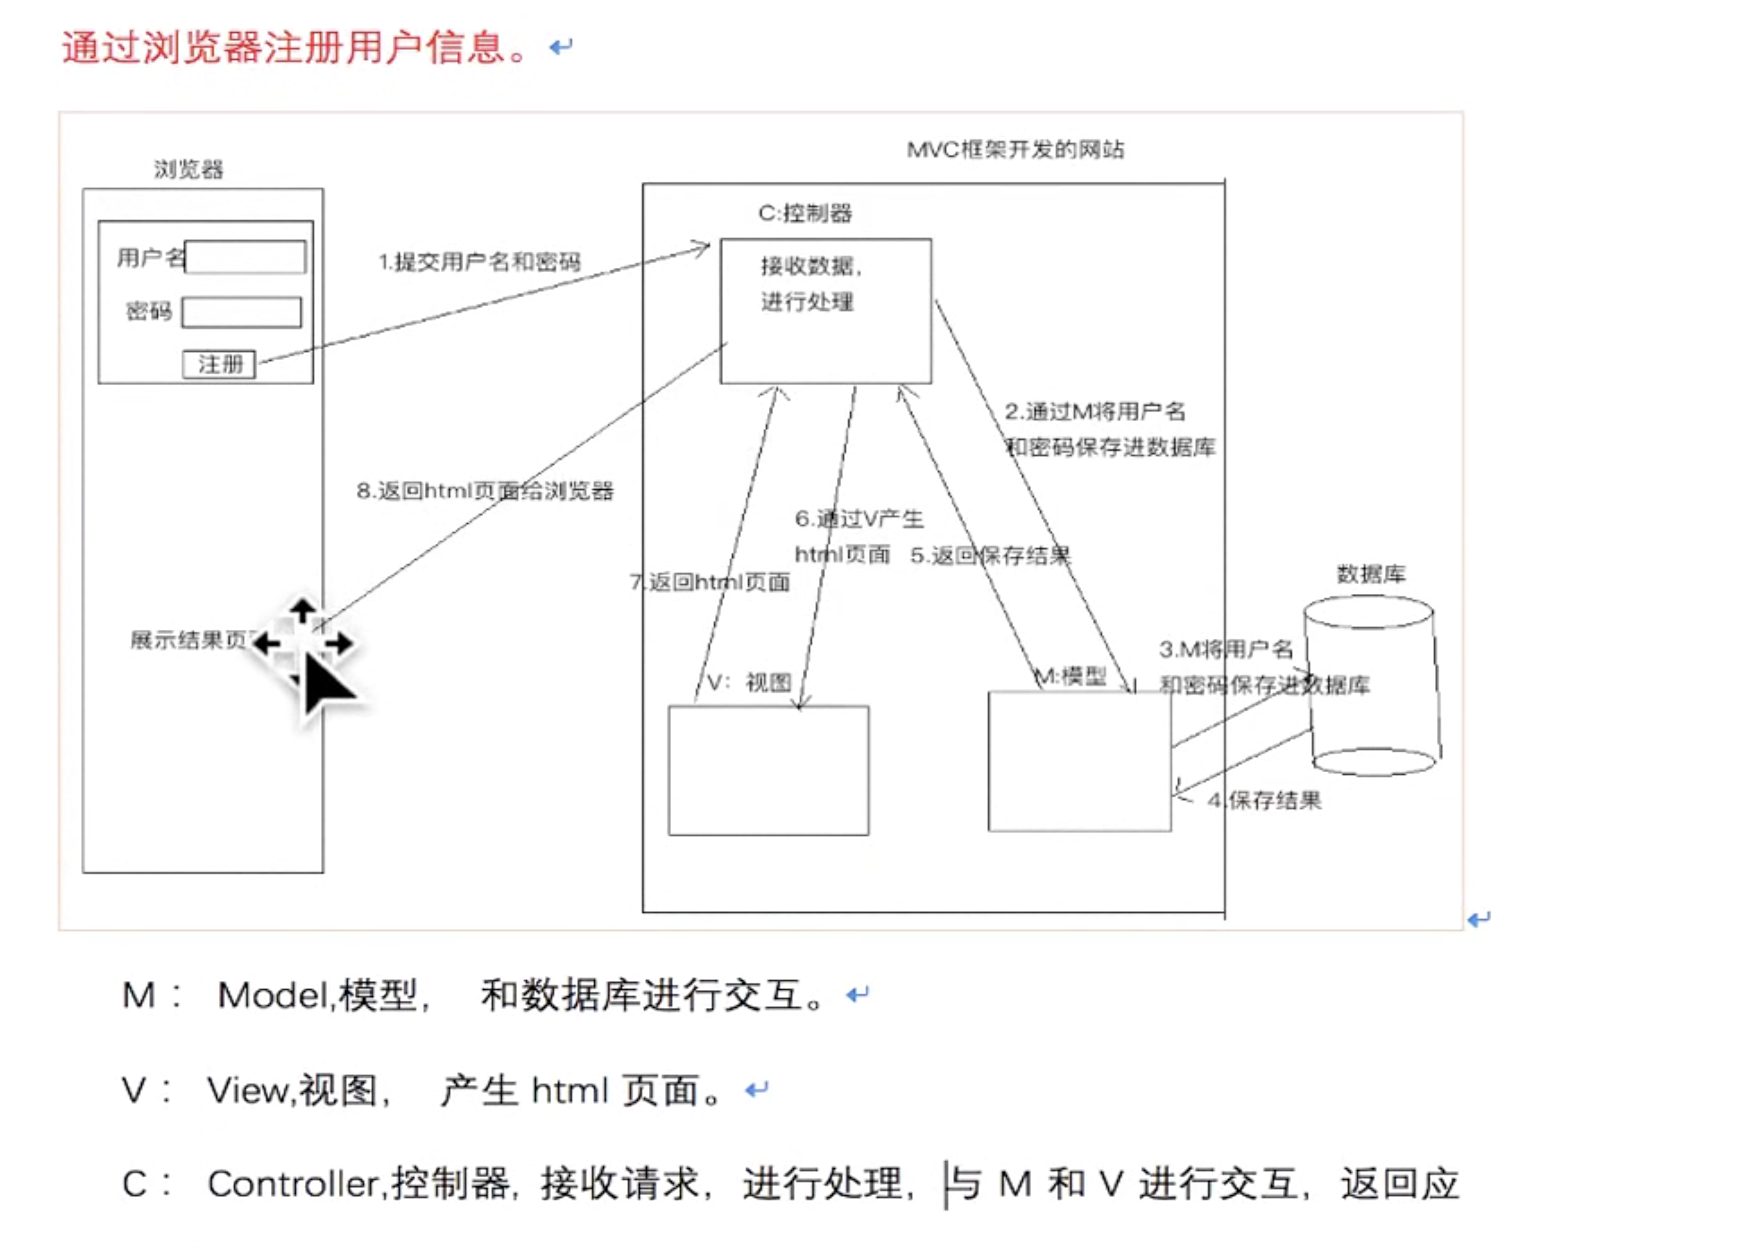 通过浏览器注册用户信息。
MVC框架开发的网站
浏览器
C:控制器
用户名
密码
注册
1.提交用户名和密码
接收数据,
进行处理
2.通过M将用户名
和密码保存进数据库
8.返回html页面给浏览器
6.通过V产生
html页面
5.返回保存结果
7.返回html页面
数据库
展示结果页
V: 视图
M:模型
3.M将用户名
和密码保存进数据库
4.保存结果
M： Model,模型， 和数据库进行交互。
V： View,视图， 产生 html 页面。
C： Controller,控制器, 接收请求，进行处理，与 M 和 V 进行交互，返回应